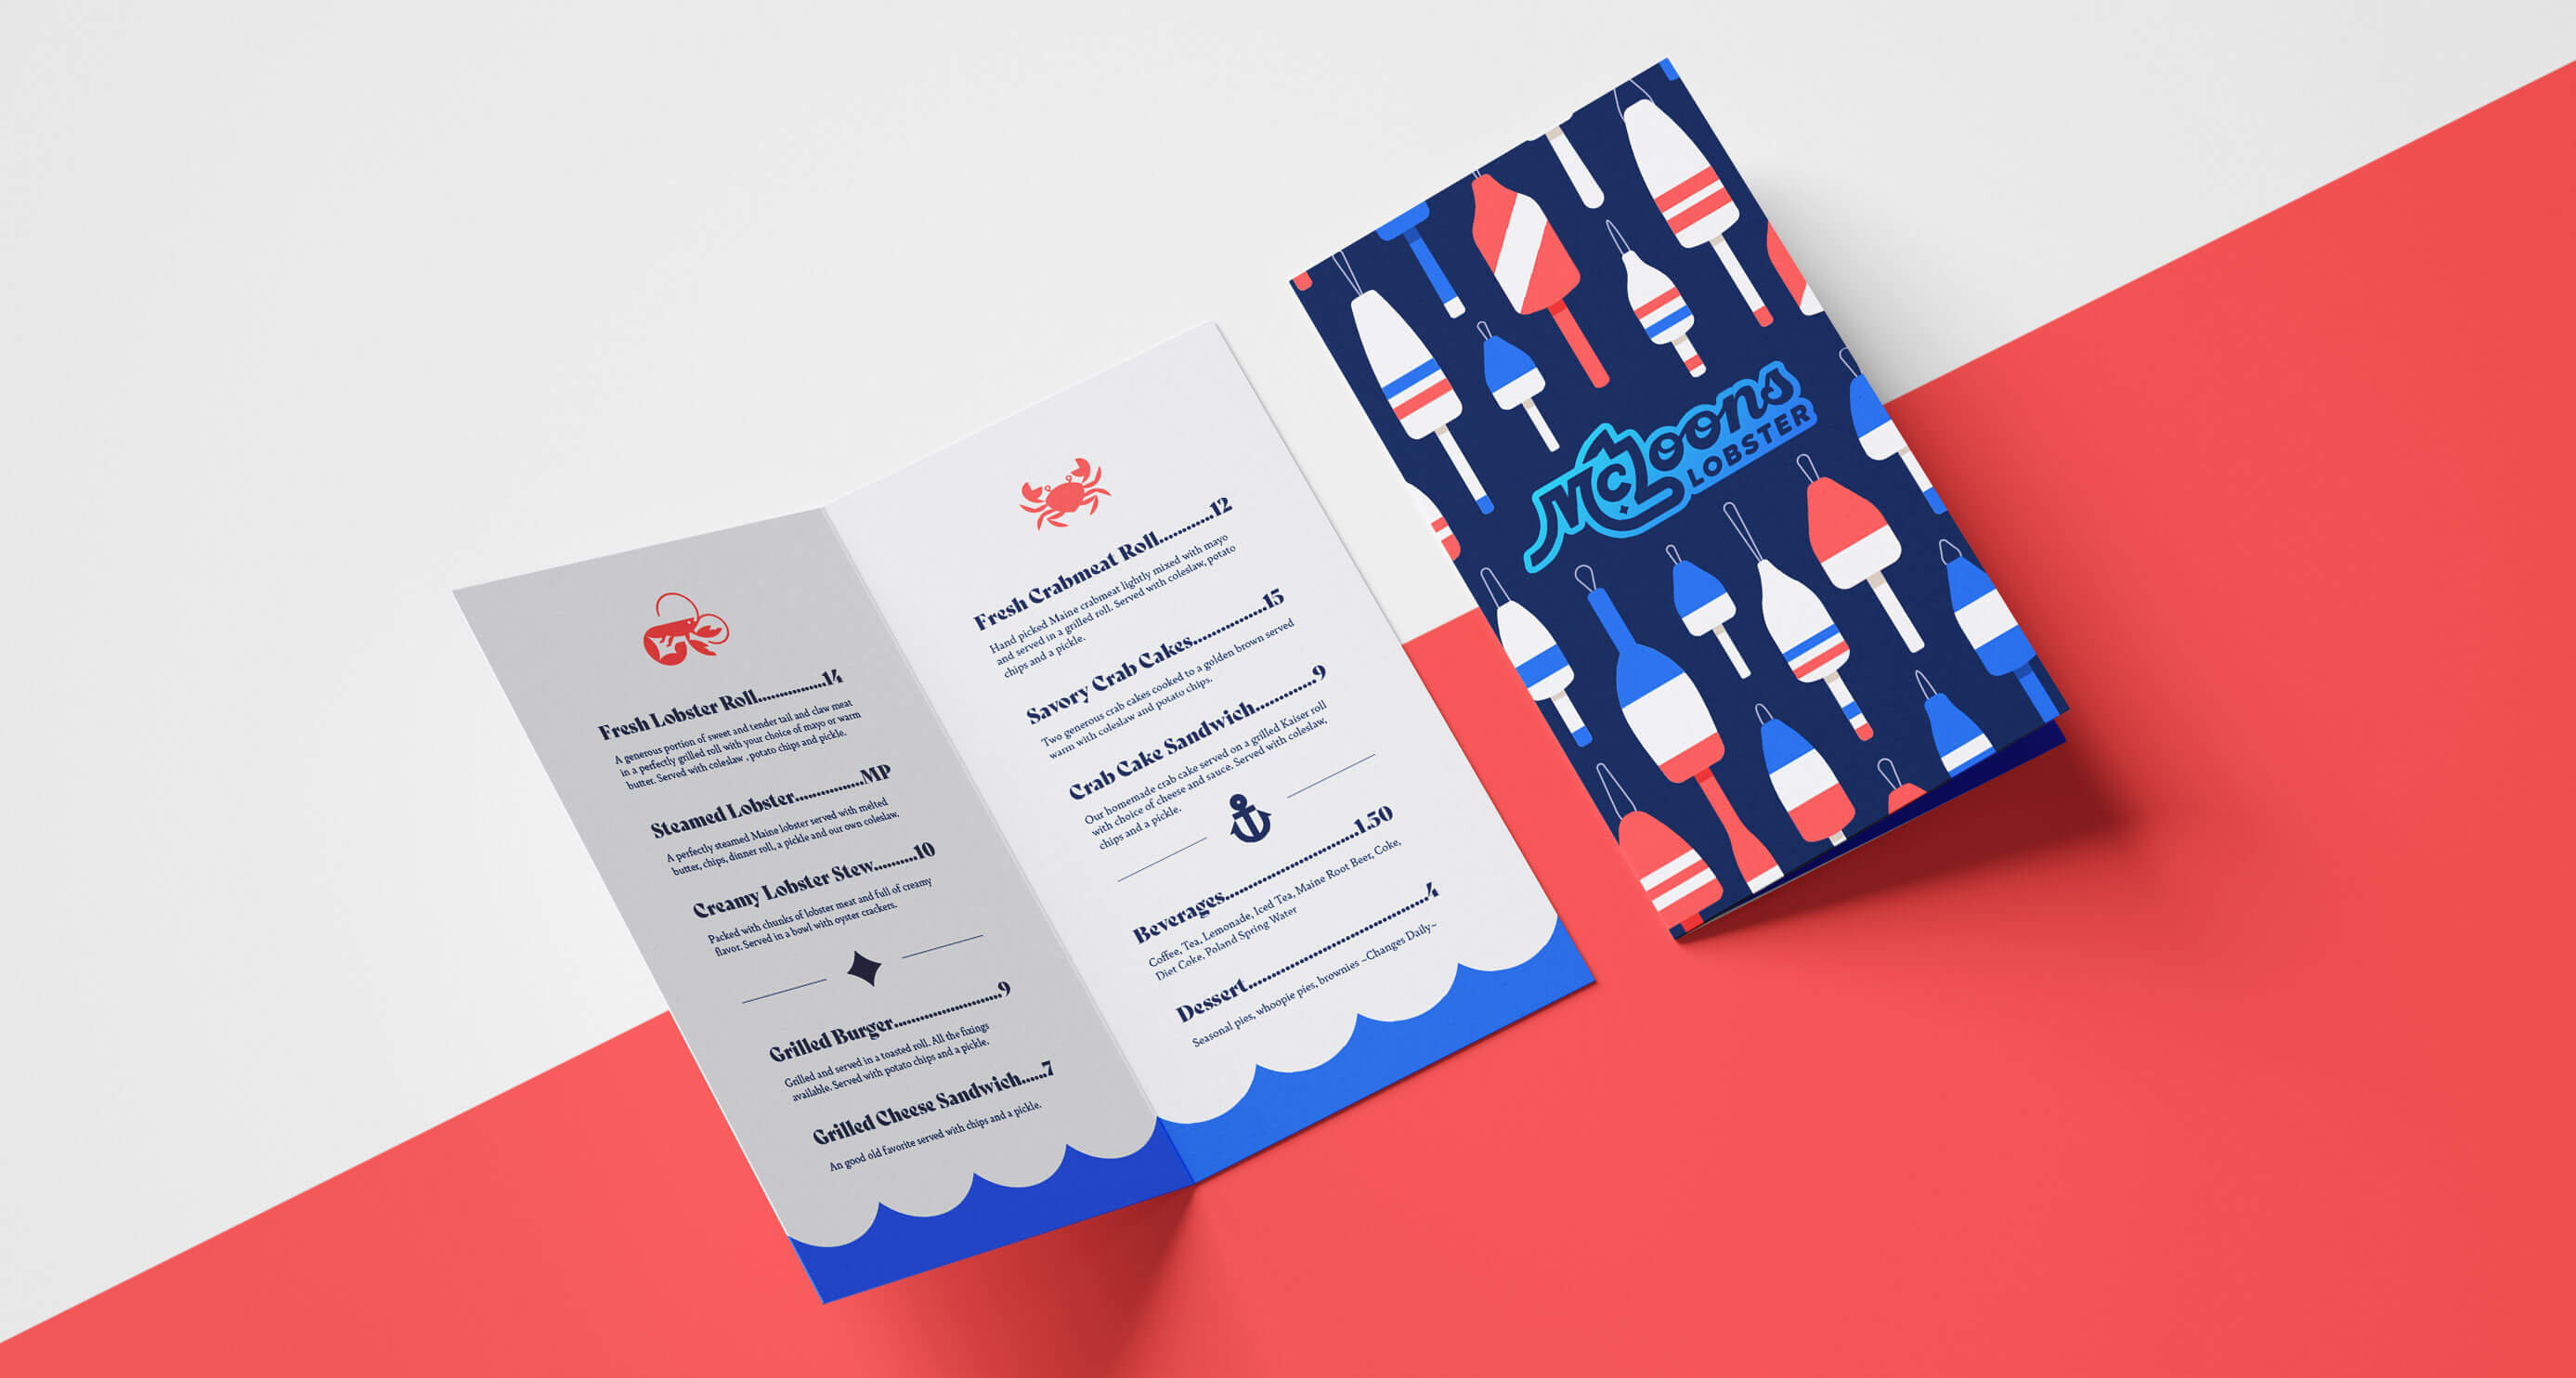 Fresh Lobster Roll...............14
A generous portion of sweet and tender tail and claw meat
in a perfectly grilled roll with your choice of mayo or warm
butter. Served with coleslaw , potato chips and pickle.
Steamed Lobster...............MP
A perfectly steamed Maine lobster served with melted
butter, chips, dinner roll, a pickle and our own coleslaw.
Creamy Lobster Stew.........10
Packed with chunks of lobster meat and full of creamy
flavor. Served in a bowl with oyster crackers.
Grilled Burger........................9
Grilled and served in a toasted roll. All the fixings
available. Served with potato chips and a pickle.
Grilled Cheese Sandwich......7
An good old favorite served with chips and a pickle.
Fresh Crabmeat Roll............12
Hand picked Maine crabmeat lightly mixed with mayo
and served in a grilled roll. Served with coleslaw, potato
chips and a pickle.
Savory Crab Cakes................15
Two generous crab cakes cooked to a golden brown served
warm with coleslaw and potato chips.
Crab Cake Sandwich.............9
Our homemade crab cake served on a grilled Kaiser roll
with choice of cheese and sauce. Served with coleslaw,
chips and a pickle.
Beverages.............................1.50
Coffee, Tea, Lemonade, Iced Tea, Maine Root Beer, Coke,
Diet Coke, Poland Spring Water
Dessert........................................4
Seasonal pies, whoopie pies, brownies ~Changes Daily~
McLoons
LOBSTER